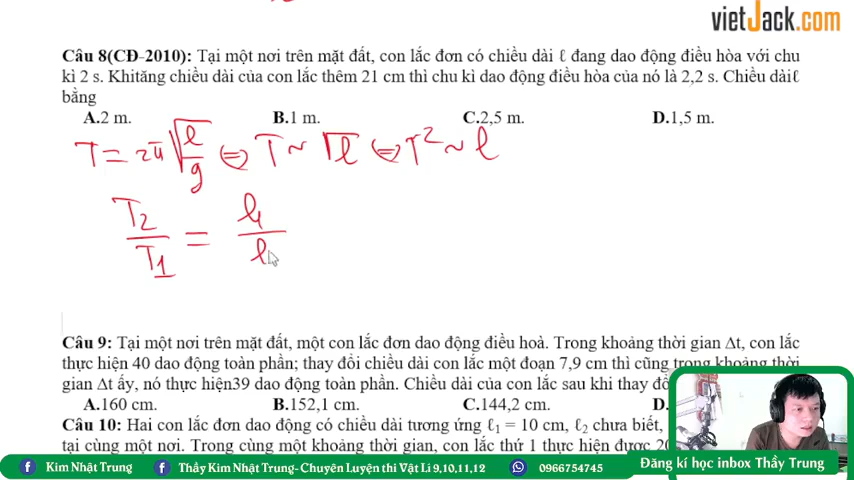 vietJack.com
Câu 8(CĐ-2010): Tại một nơi trên mặt đất, con lắc đơn có chiều dài ℓ đang dao động điều hòa với chu
kì 2 s. Khităng chiều dài của con lắc thêm 21 cm thì chu kì dao động điều hòa của nó là 2,2 s. Chiều dàiℓ
bằng
A.2 m. B.1 m. C.2,5 m. D.1,5 m.
T = 2π√(ℓ/g) ⇔ T ~ √ℓ ⇔ T² ~ ℓ
T₂/T₁ = ℓ₁/ℓ
Câu 9: Tại một nơi trên mặt đất, một con lắc đơn dao động điều hoà. Trong khoảng thời gian Δt, con lắc
thực hiện 40 dao động toàn phần; thay đổi chiều dài con lắc một đoạn 7,9 cm thì cũng trong khoảng thời
gian Δt ấy, nó thực hiện39 dao động toàn phần. Chiều dài của con lắc sau khi thay đổ
A.160 cm. B.152,1 cm. C.144,2 cm. D.
Câu 10: Hai con lắc đơn dao động có chiều dài tương ứng ℓ₁ = 10 cm, ℓ₂ chưa biết,
tại cùng một nơi. Trong cùng một khoảng thời gian, con lắc thứ 1 thực hiện được 20
Kim Nhật Trung Thầy Kim Nhật Trung- Chuyên Luyện thi Vật Lí 9,10,11,12 0966754745 Đăng kí học inbox Thầy Trung